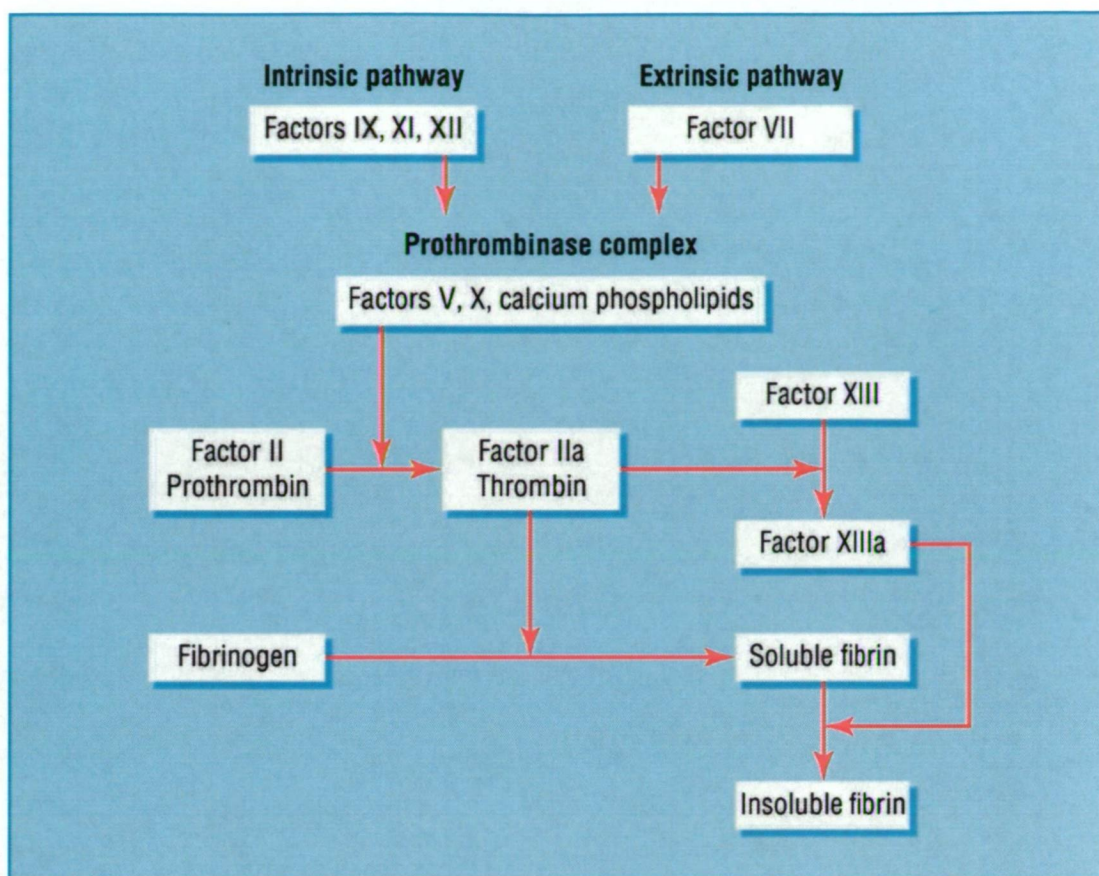 Intrinsic pathway
Extrinsic pathway
Factors IX, XI, XII
Factor VII
Prothrombinase complex
Factors V, X, calcium phospholipids
Factor XIII
Factor II
Prothrombin
Factor IIa
Thrombin
Factor XIIIa
Fibrinogen
Soluble fibrin
Insoluble fibrin